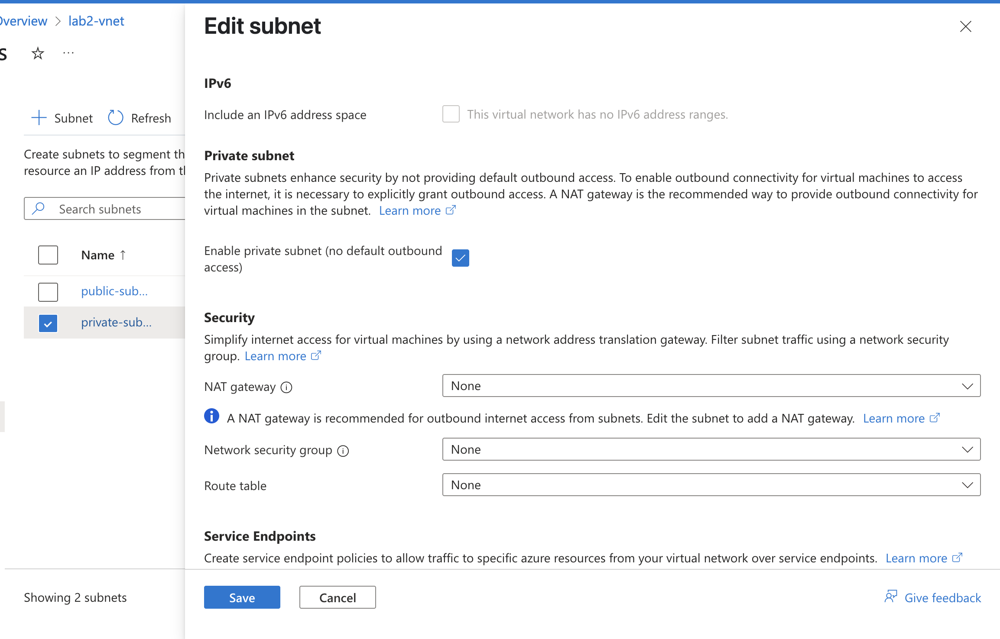 Overview > lab2-vnet
s ☆ ...
Subnet Refresh
Create subnets to segment th
resource an IP address from th
Search subnets
Name ↑
public-sub...
private-sub...
Showing 2 subnets
Edit subnet
IPv6
Include an IPv6 address space
This virtual network has no IPv6 address ranges.
Private subnet
Private subnets enhance security by not providing default outbound access. To enable outbound connectivity for virtual machines to access
the internet, it is necessary to explicitly grant outbound access. A NAT gateway is the recommended way to provide outbound connectivity for
virtual machines in the subnet. Learn more
Enable private subnet (no default outbound
access)
Security
Simplify internet access for virtual machines by using a network address translation gateway. Filter subnet traffic using a network security
group. Learn more
NAT gateway
None
A NAT gateway is recommended for outbound internet access from subnets. Edit the subnet to add a NAT gateway. Learn more
Network security group
None
Route table
None
Service Endpoints
Create service endpoint policies to allow traffic to specific azure resources from your virtual network over service endpoints. Learn more
Save
Cancel
Give feedback